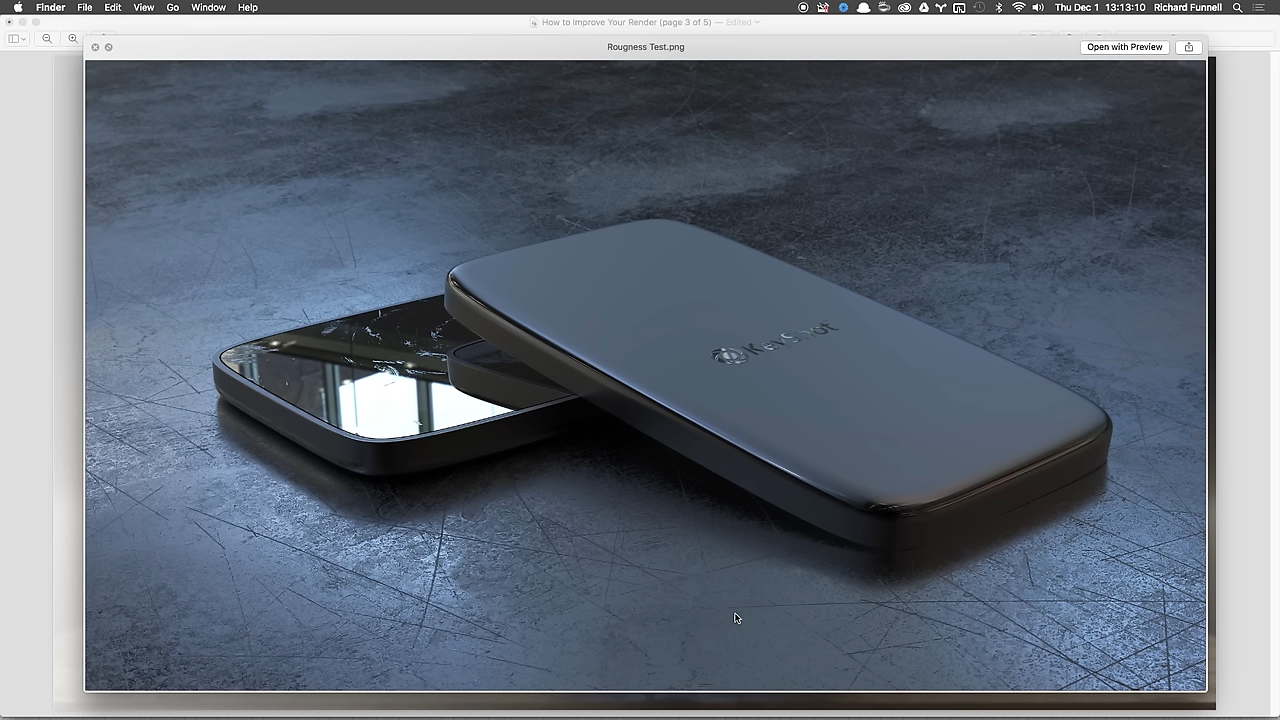 Finder File Edit View Go Window Help Thu Dec 1 13:13:10 Richard Funnell
How to Improve Your Render (page 3 of 5) — Edited
Rougness Test.png Open with Preview
KeyShot